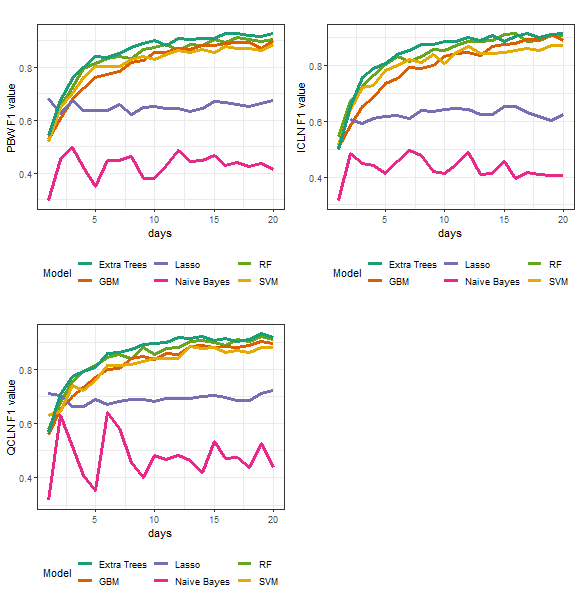 PBW F1 value
0.8
0.6
0.4
5 10 15 20
days
Model Extra Trees Lasso RF
GBM Naive Bayes SVM
ICLN F1 value
0.8
0.6
0.4
5 10 15 20
days
Model Extra Trees Lasso RF
GBM Naive Bayes SVM
QCLN F1 value
0.8
0.6
0.4
5 10 15 20
days
Model Extra Trees Lasso RF
GBM Naive Bayes SVM